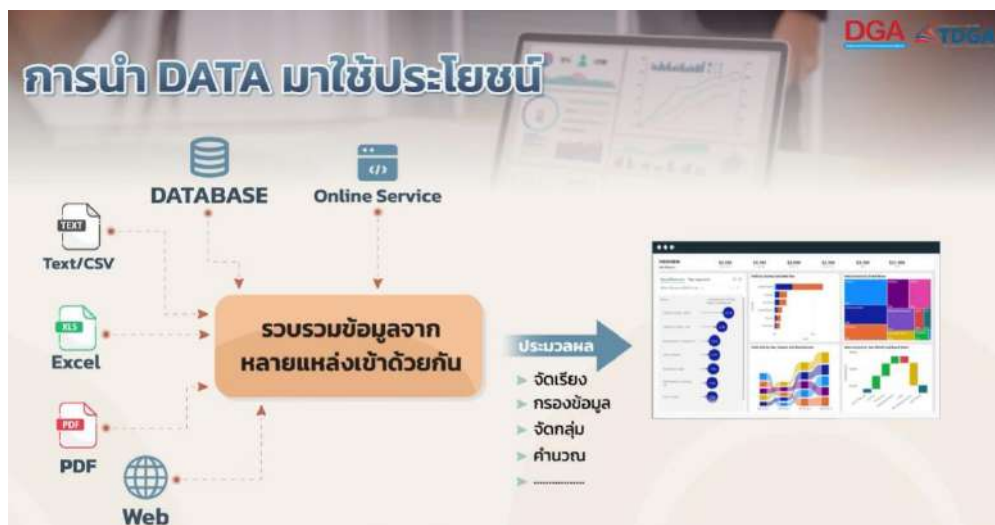 DGA TDGA
การนำ DATA มาใช้ประโยชน์
DATABASE
Online Service
TEXT
Text/CSV
XLS
Excel
PDF
PDF
Web
รวบรวมข้อมูลจาก
หลายแหล่งเข้าด้วยกัน
ประมวลผล
จัดเรียง
กรองข้อมูล
จัดกลุ่ม
คำนวณ
.................